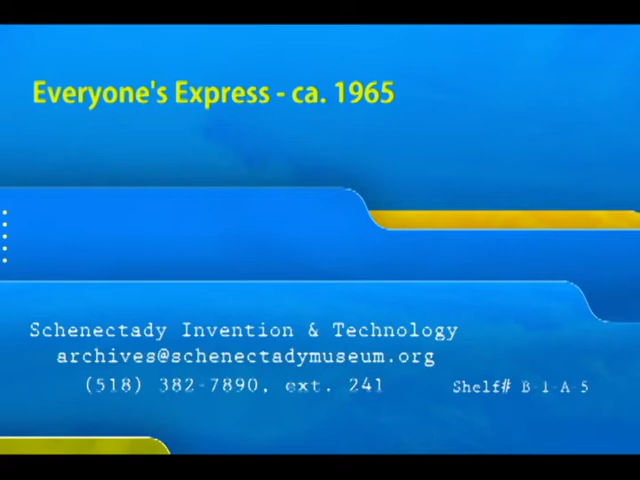 Everyone's Express - ca. 1965
Schenectady Invention & Technology
archives@schenectadymuseum.org
(518) 382-7890, ext. 241
Shelf# B-1-A-5